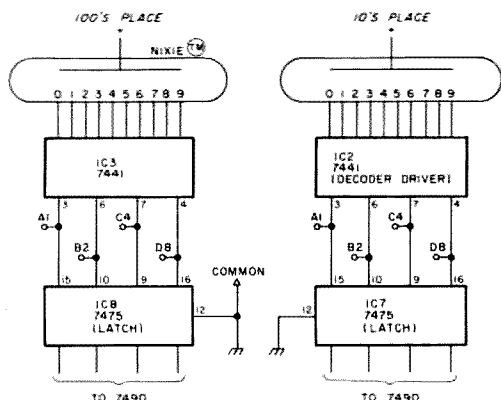 100'S PLACE
10'S PLACE
NIXIE TM
0 1 2 3 4 5 6 7 8 9
0 1 2 3 4 5 6 7 8 9
IC3
7441
IC2
7441
(DECODER DRIVER)
3 6 7 4
3 6 7 4
A1 C4
A1 C4
B2 D8
B2 D8
15 10 9 16
15 10 9 16
COMMON
IC8
7475
(LATCH)
12
12
IC7
7475
(LATCH)
TO 7490
TO 7490